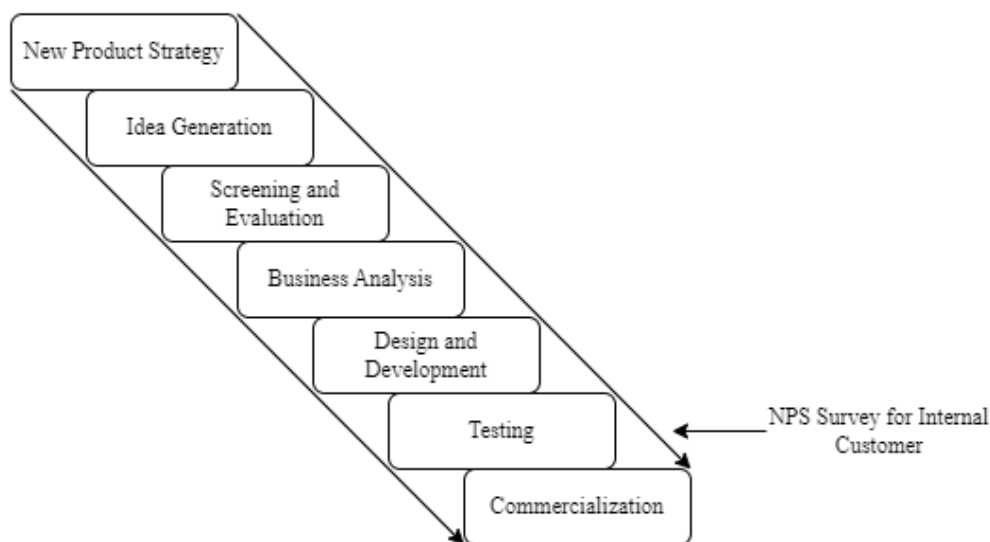 New Product Strategy
Idea Generation
Screening and
Evaluation
Business Analysis
Design and
Development
Testing
NPS Survey for Internal
Customer
Commercialization